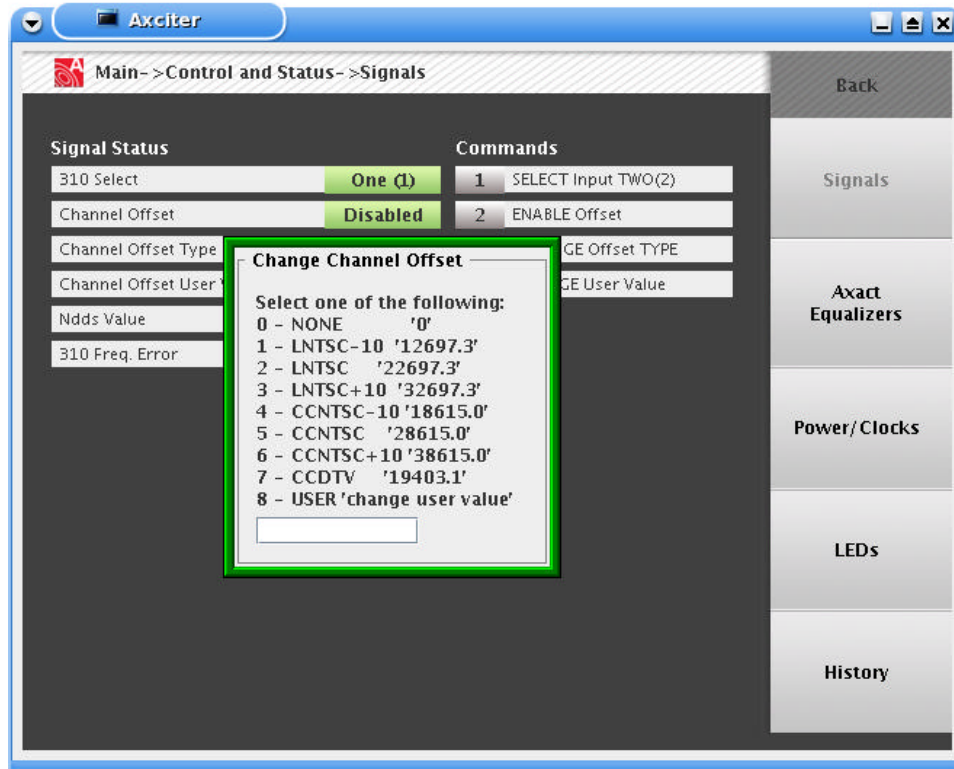 Axciter
Main->Control and Status->Signals
Back
Signal Status
Commands
310 Select
One (1)
1
SELECT Input TWO(2)
Channel Offset
Disabled
2
ENABLE Offset
Channel Offset Type
GE Offset TYPE
Channel Offset User
GE User Value
Ndds Value
310 Freq. Error
Change Channel Offset
Select one of the following:
0 - NONE '0'
1 - LNTSC-10 '12697.3'
2 - LNTSC '22697.3'
3 - LNTSC+10 '32697.3'
4 - CCNTSC-10 '18615.0'
5 - CCNTSC '28615.0'
6 - CCNTSC+10 '38615.0'
7 - CCDTV '19403.1'
8 - USER 'change user value'
Signals
Axact
Equalizers
Power/Clocks
LEDs
History